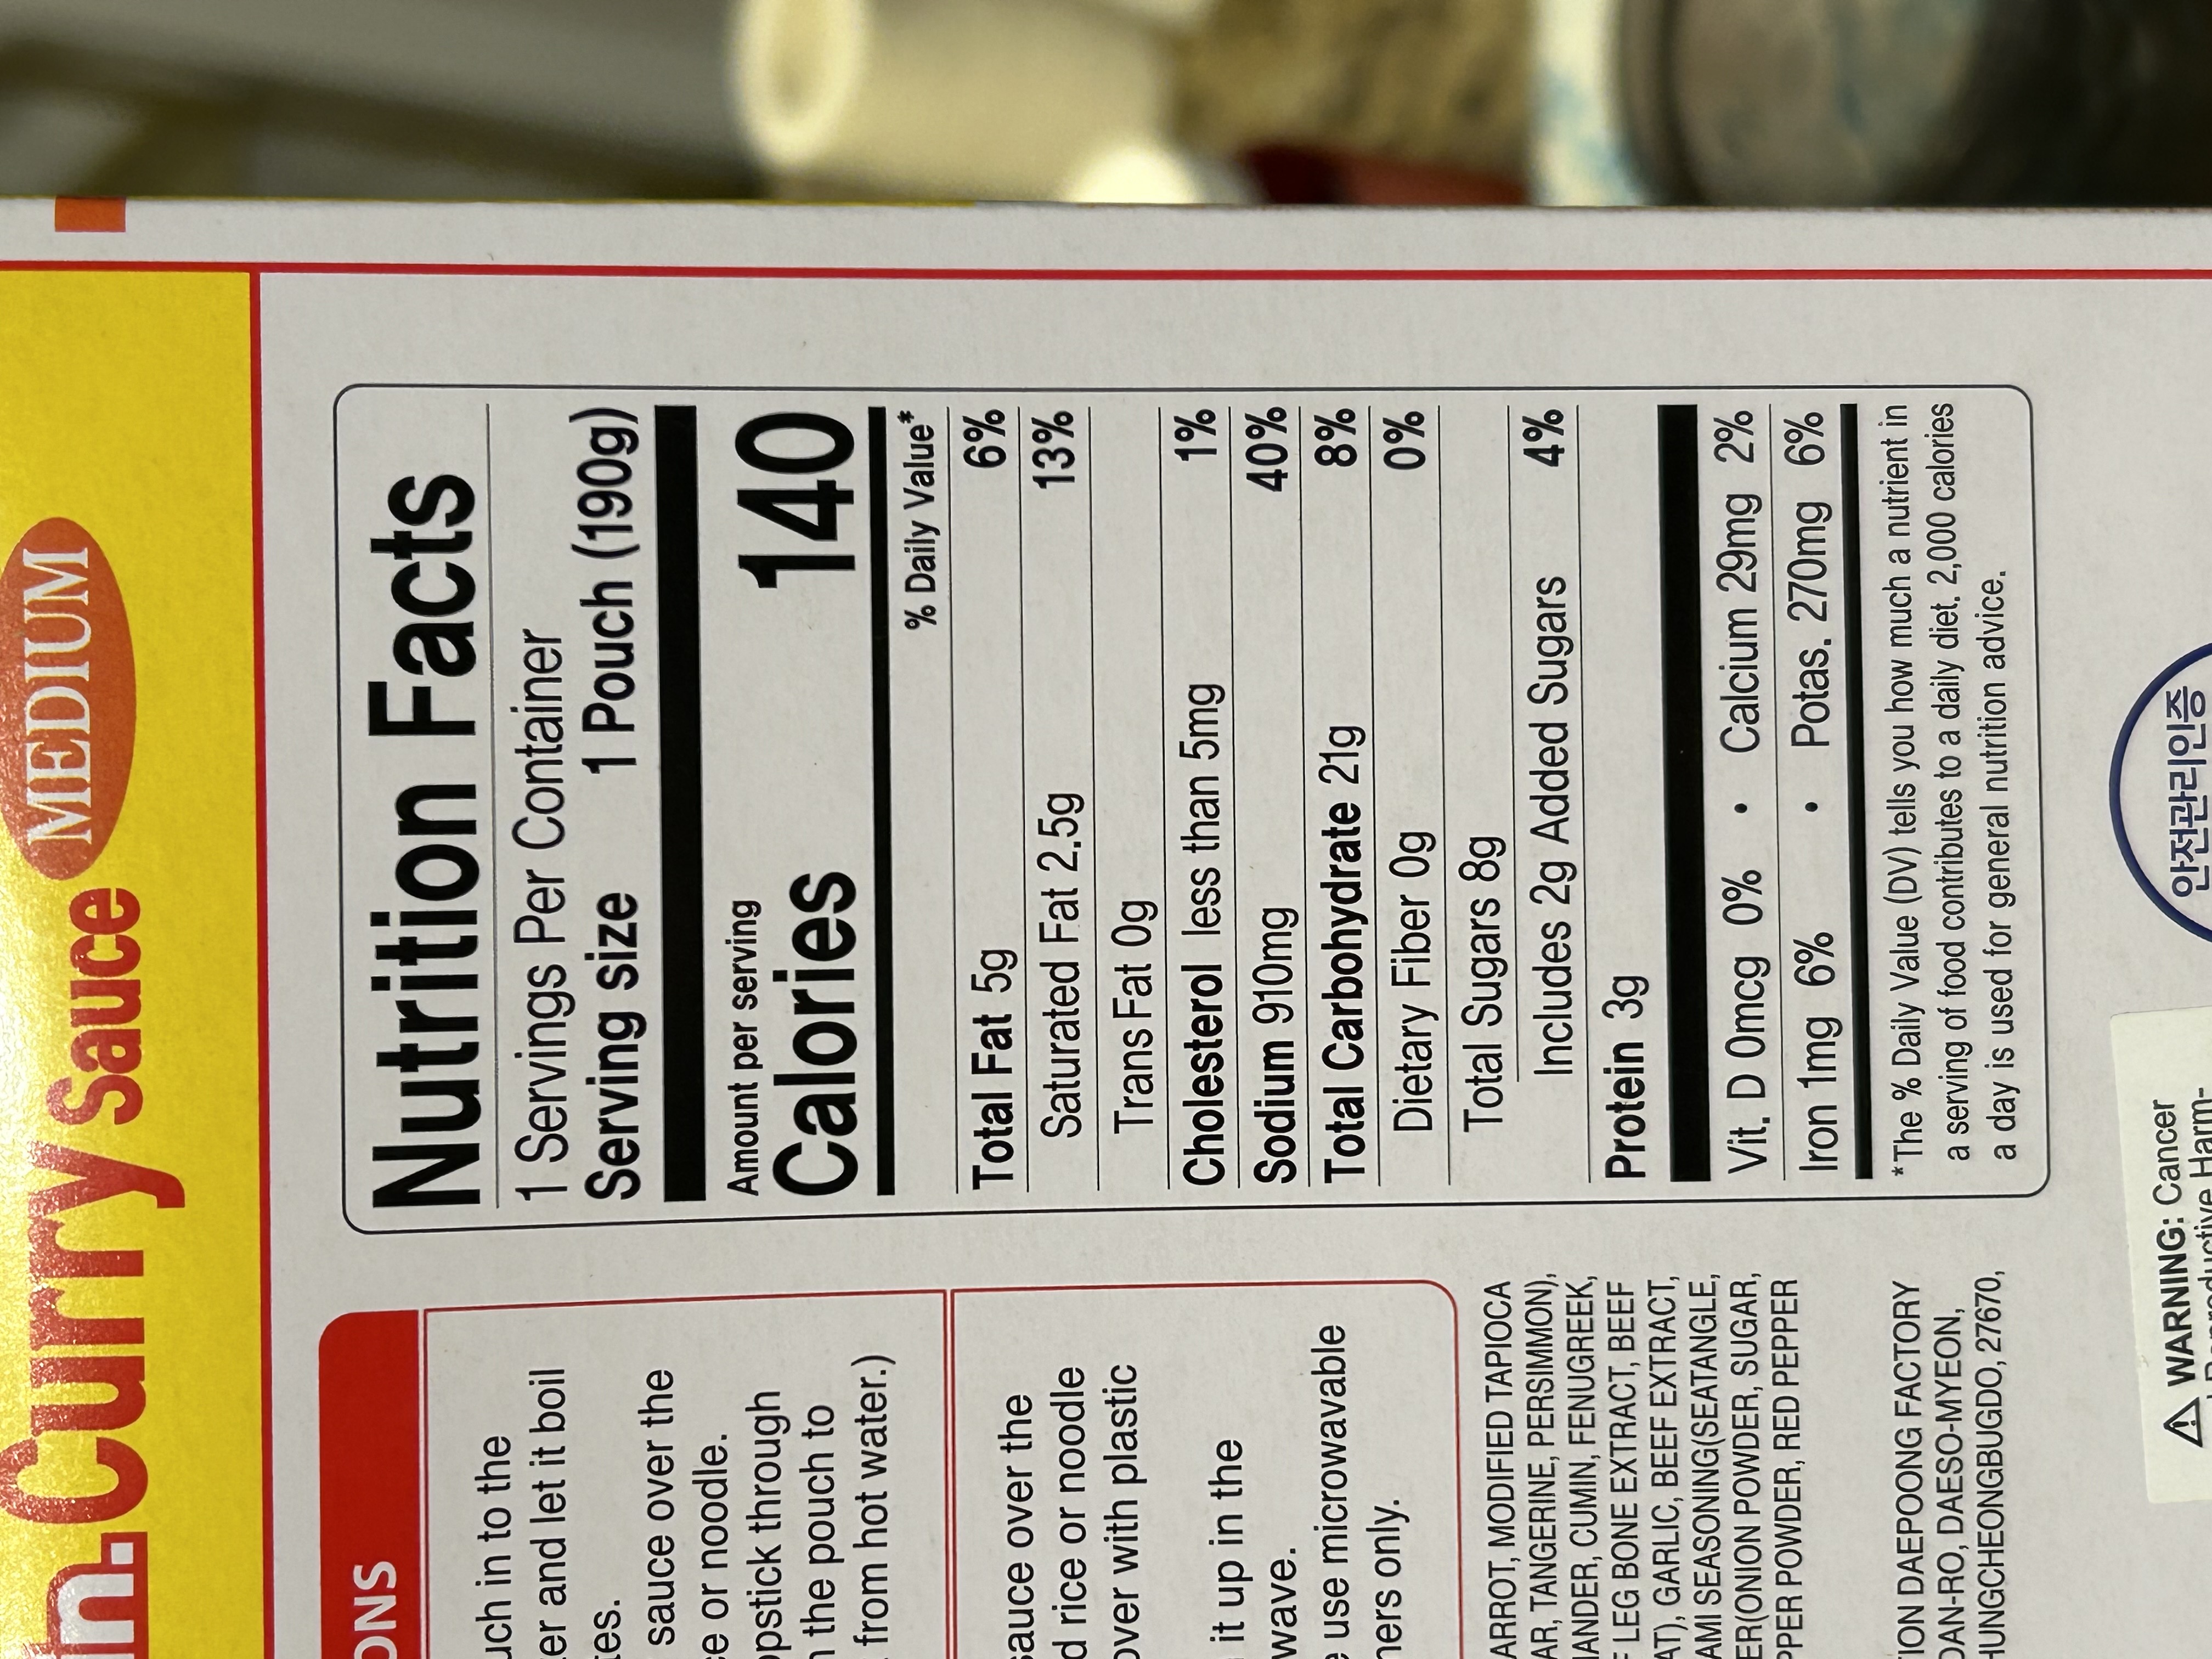 in. Curry Sauce MEDIUM
ONS
uch in to the
er and let it boil
tes.
sauce over the
ce or noodle.
opstick through
n the pouch to
from hot water.)
sauce over the
d rice or noodle
over with plastic
it up in the
wave.
e use microwavable
ners only.
ARROT, MODIFIED TAPIOCA
AR, TANGERINE, PERSIMMON),
IANDER, CUMIN, FENUGREEK,
F LEG BONE EXTRACT, BEEF
AT), GARLIC, BEEF EXTRACT,
AMI SEASONING(SEATANGLE,
ER(ONION POWDER, SUGAR,
PPER POWDER, RED PEPPER
TION DAEPOONG FACTORY
DAN-RO, DAESO-MYEON,
HUNGCHEONGBUGDO, 27670,
Nutrition Facts
1 Servings Per Container
Serving size 1 Pouch (190g)
Amount per serving
Calories 140
% Daily Value*
Total Fat 5g 6%
Saturated Fat 2.5g 13%
Trans Fat 0g
Cholesterol less than 5mg 1%
Sodium 910mg 40%
Total Carbohydrate 21g 8%
Dietary Fiber 0g 0%
Total Sugars 8g
Includes 2g Added Sugars 4%
Protein 3g
Vit. D 0mcg 0% • Calcium 29mg 2%
Iron 1mg 6% • Potas. 270mg 6%
*The % Daily Value (DV) tells you how much a nutrient in
a serving of food contributes to a daily diet. 2,000 calories
a day is used for general nutrition advice.
WARNING: Cancer
Reproductive Harm-
안전관리인증